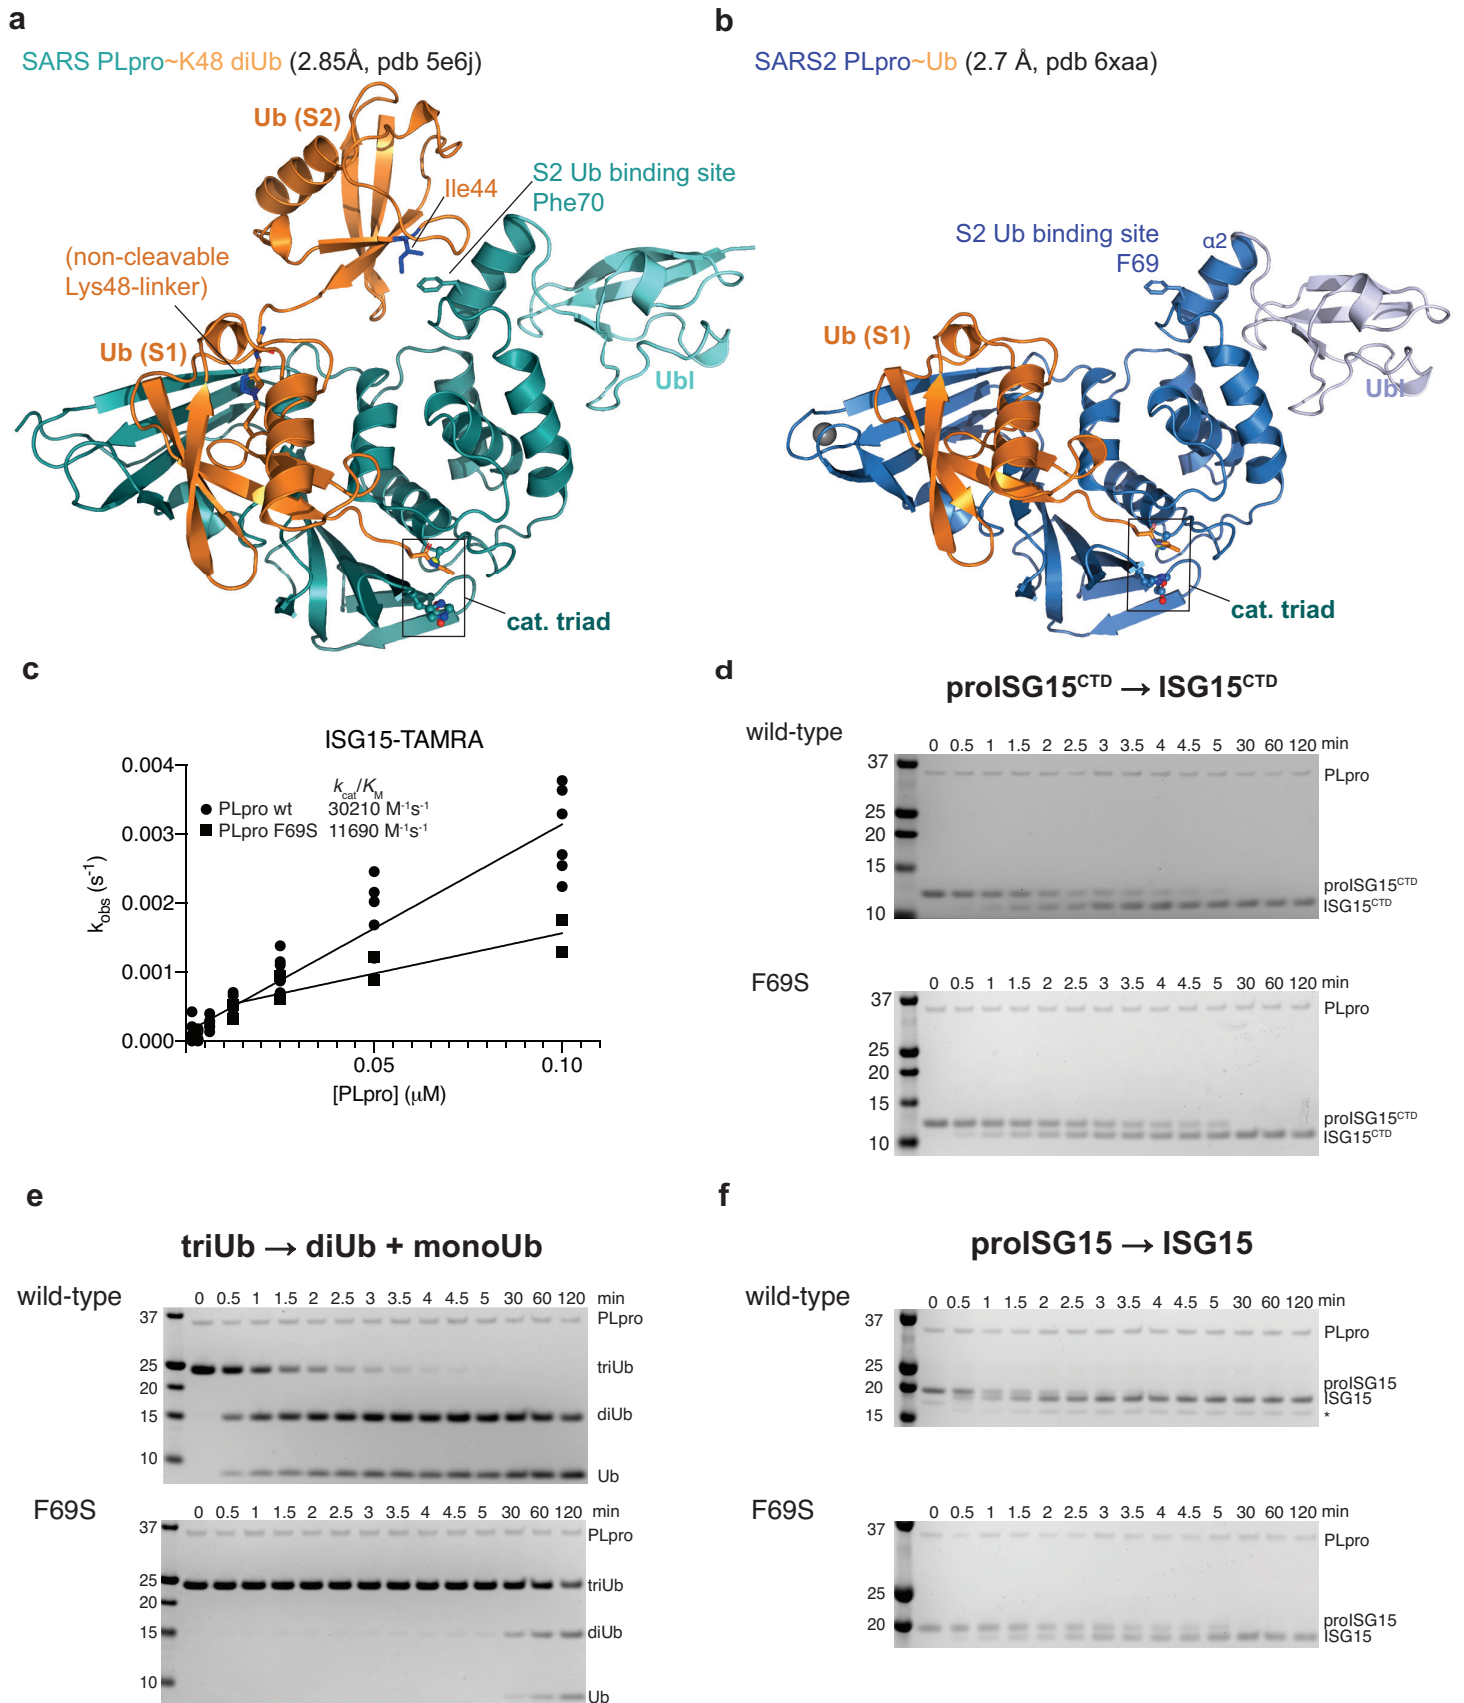 a
SARS PLpro~K48 diUb (2.85Å, pdb 5e6j)
Ub (S2)
Ile44
S2 Ub binding site
Phe70
(non-cleavable
Lys48-linker)
Ub (S1)
Ubl
cat. triad
b
SARS2 PLpro~Ub (2.7 Å, pdb 6xaa)
S2 Ub binding site
F69
α2
Ub (S1)
Ubl
cat. triad
c
ISG15-TAMRA
kcat/KM
PLpro wt 30210 M-1s-1
PLpro F69S 11690 M-1s-1
0.004
0.003
0.002
0.001
0.000
kobs (s-1)
0.05 0.10
[PLpro] (μM)
d
proISG15CTD → ISG15CTD
wild-type
0 0.5 1 1.5 2 2.5 3 3.5 4 4.5 5 30 60 120 min
37
PLpro
25
20
15
proISG15CTD
ISG15CTD
10
F69S
0 0.5 1 1.5 2 2.5 3 3.5 4 4.5 5 30 60 120 min
37
PLpro
25
20
15
proISG15CTD
ISG15CTD
10
e
triUb → diUb + monoUb
wild-type
0 0.5 1 1.5 2 2.5 3 3.5 4 4.5 5 30 60 120 min
37
PLpro
25
triUb
20
15
diUb
10
Ub
F69S
0 0.5 1 1.5 2 2.5 3 3.5 4 4.5 5 30 60 120 min
37
PLpro
25
triUb
20
15
diUb
10
Ub
f
proISG15 → ISG15
wild-type
0 0.5 1 1.5 2 2.5 3 3.5 4 4.5 5 30 60 120 min
37
PLpro
25
20
proISG15
ISG15
15
*
F69S
0 0.5 1 1.5 2 2.5 3 3.5 4 4.5 5 30 60 120 min
37
PLpro
25
20
proISG15
ISG15